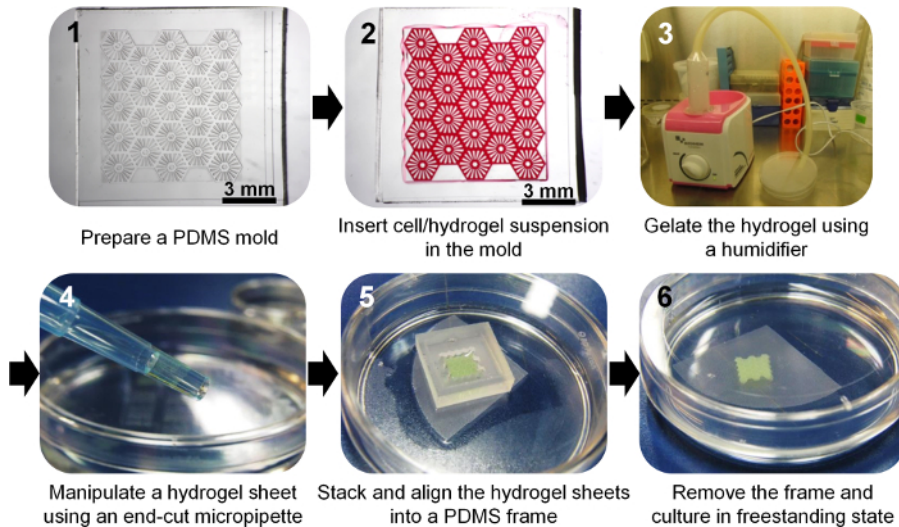 1
3 mm
Prepare a PDMS mold
2
3 mm
Insert cell/hydrogel suspension
in the mold
3
Gelate the hydrogel using
a humidifier
4
Manipulate a hydrogel sheet
using an end-cut micropipette
5
Stack and align the hydrogel sheets
into a PDMS frame
6
Remove the frame and
culture in freestanding state